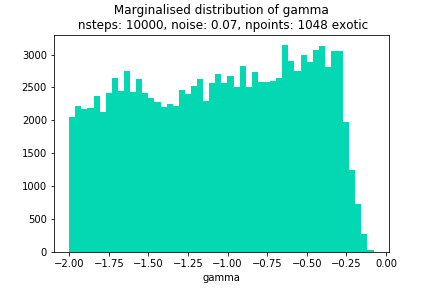 Marginalised distribution of gamma
nsteps: 10000, noise: 0.07, npoints: 1048 exotic
3000
2500
2000
1500
1000
500
0
−2.00 −1.75 −1.50 −1.25 −1.00 −0.75 −0.50 −0.25 0.00
gamma